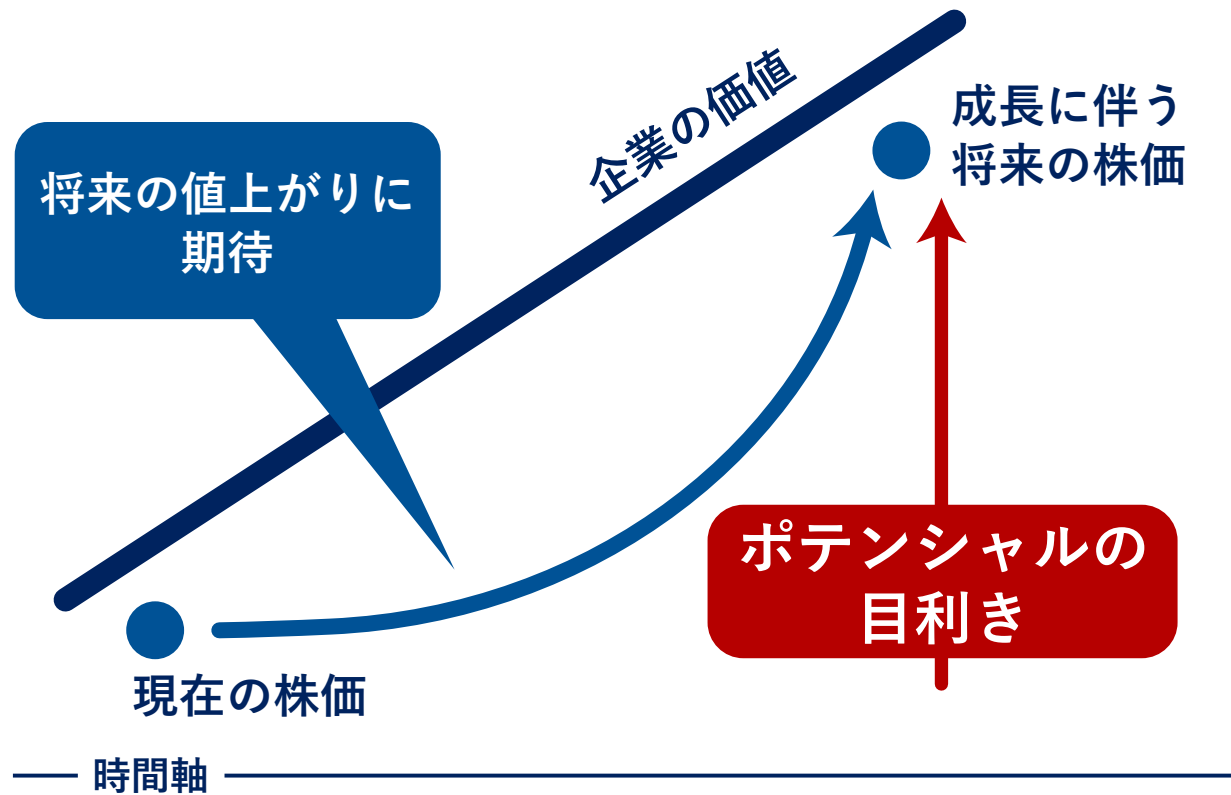 企業の価値
成長に伴う
将来の株価
将来の値上がりに
期待
ポテンシャルの
目利き
現在の株価
時間軸